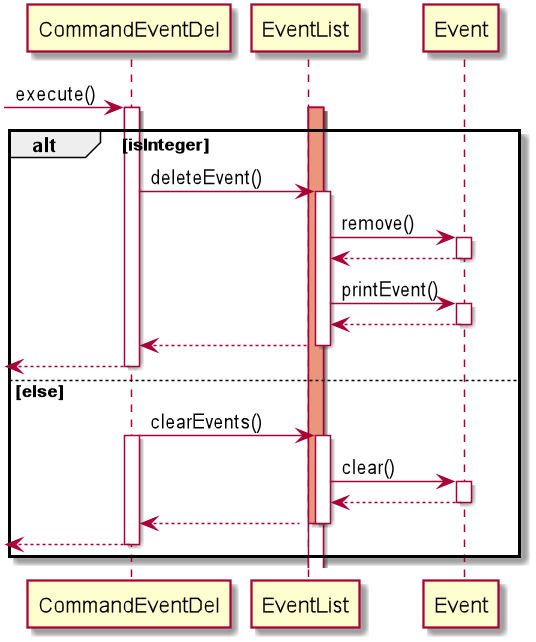 CommandEventDel EventList Event
execute()
alt [isInteger]
deleteEvent()
remove()
printEvent()
[else]
clearEvents()
clear()
CommandEventDel EventList Event